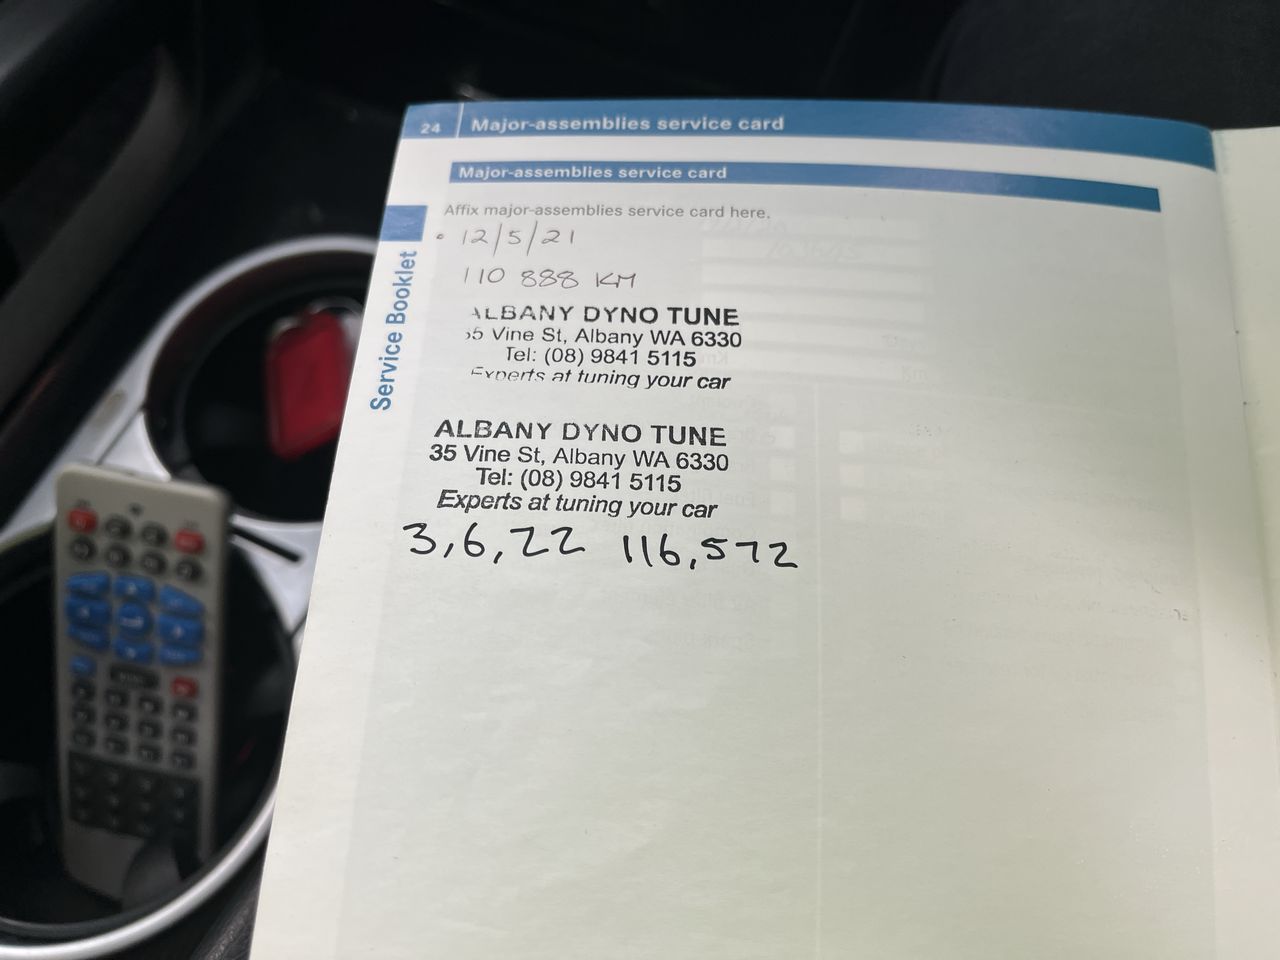 24 Major-assemblies service card
Major-assemblies service card
Affix major-assemblies service card here.
12/5/21
110 888 KM
ALBANY DYNO TUNE
35 Vine St, Albany WA 6330
Tel: (08) 9841 5115
Experts at tuning your car
ALBANY DYNO TUNE
35 Vine St, Albany WA 6330
Tel: (08) 9841 5115
Experts at tuning your car
3,6,22 116,572
Service Booklet